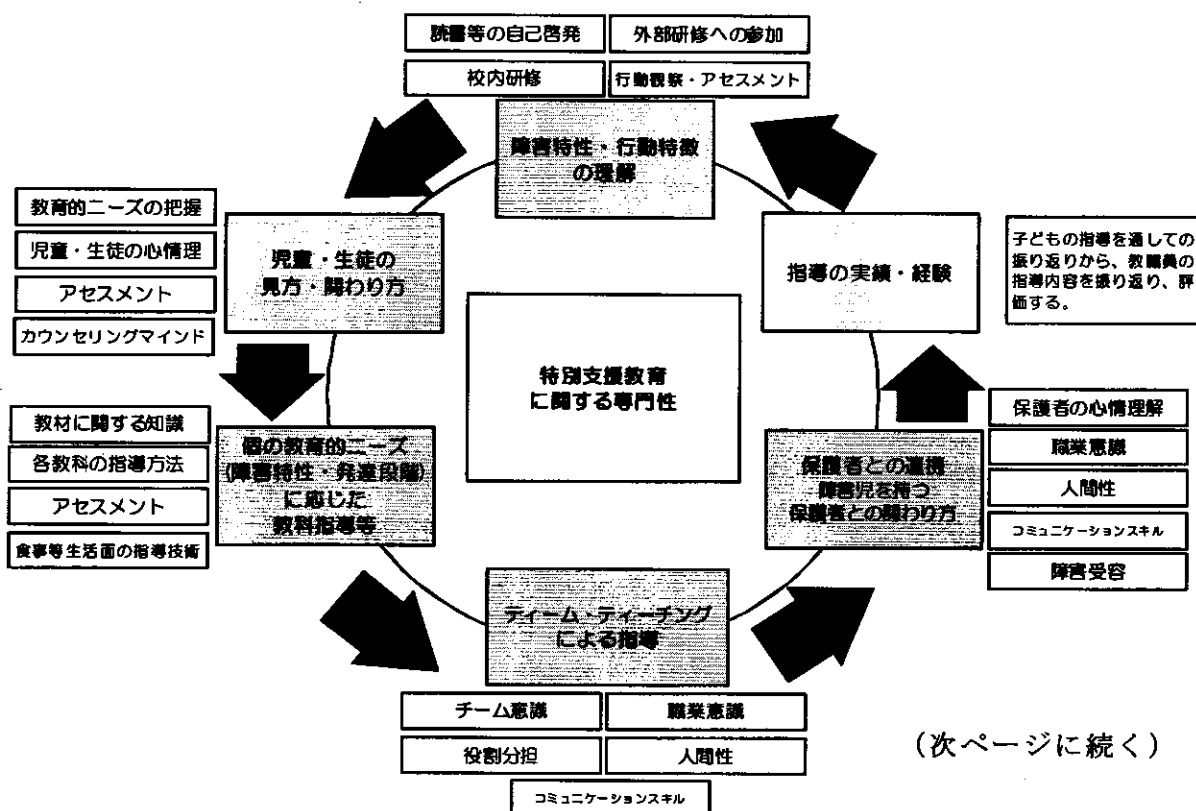 読書等の自己啓発
外部研修への参加
校内研修
行動観察・アセスメント
障害特性・行動特徴
の理解
教育的ニーズの把握
児童・生徒の心情理
アセスメント
カウンセリングマインド
児童・生徒の
見方・関わり方
指導の実績・経験
子どもの指導を通しての
振り返りから、教職員の
指導内容を振り返り、評
価する。
特別支援教育
に関する専門性
教材に関する知識
各教科の指導方法
アセスメント
食事等生活面の指導技術
個の教育的ニーズ
(障害特性・発達段階)
に応じた
教科指導等
保護者との連携
障害児を持つ
保護者との関わり方
保護者の心情理解
職業意識
人間性
コミュニケーションスキル
障害受容
ティーム・ティーチング
による指導
チーム意識
職業意識
役割分担
人間性
コミュニケーションスキル
(次ページに続く)